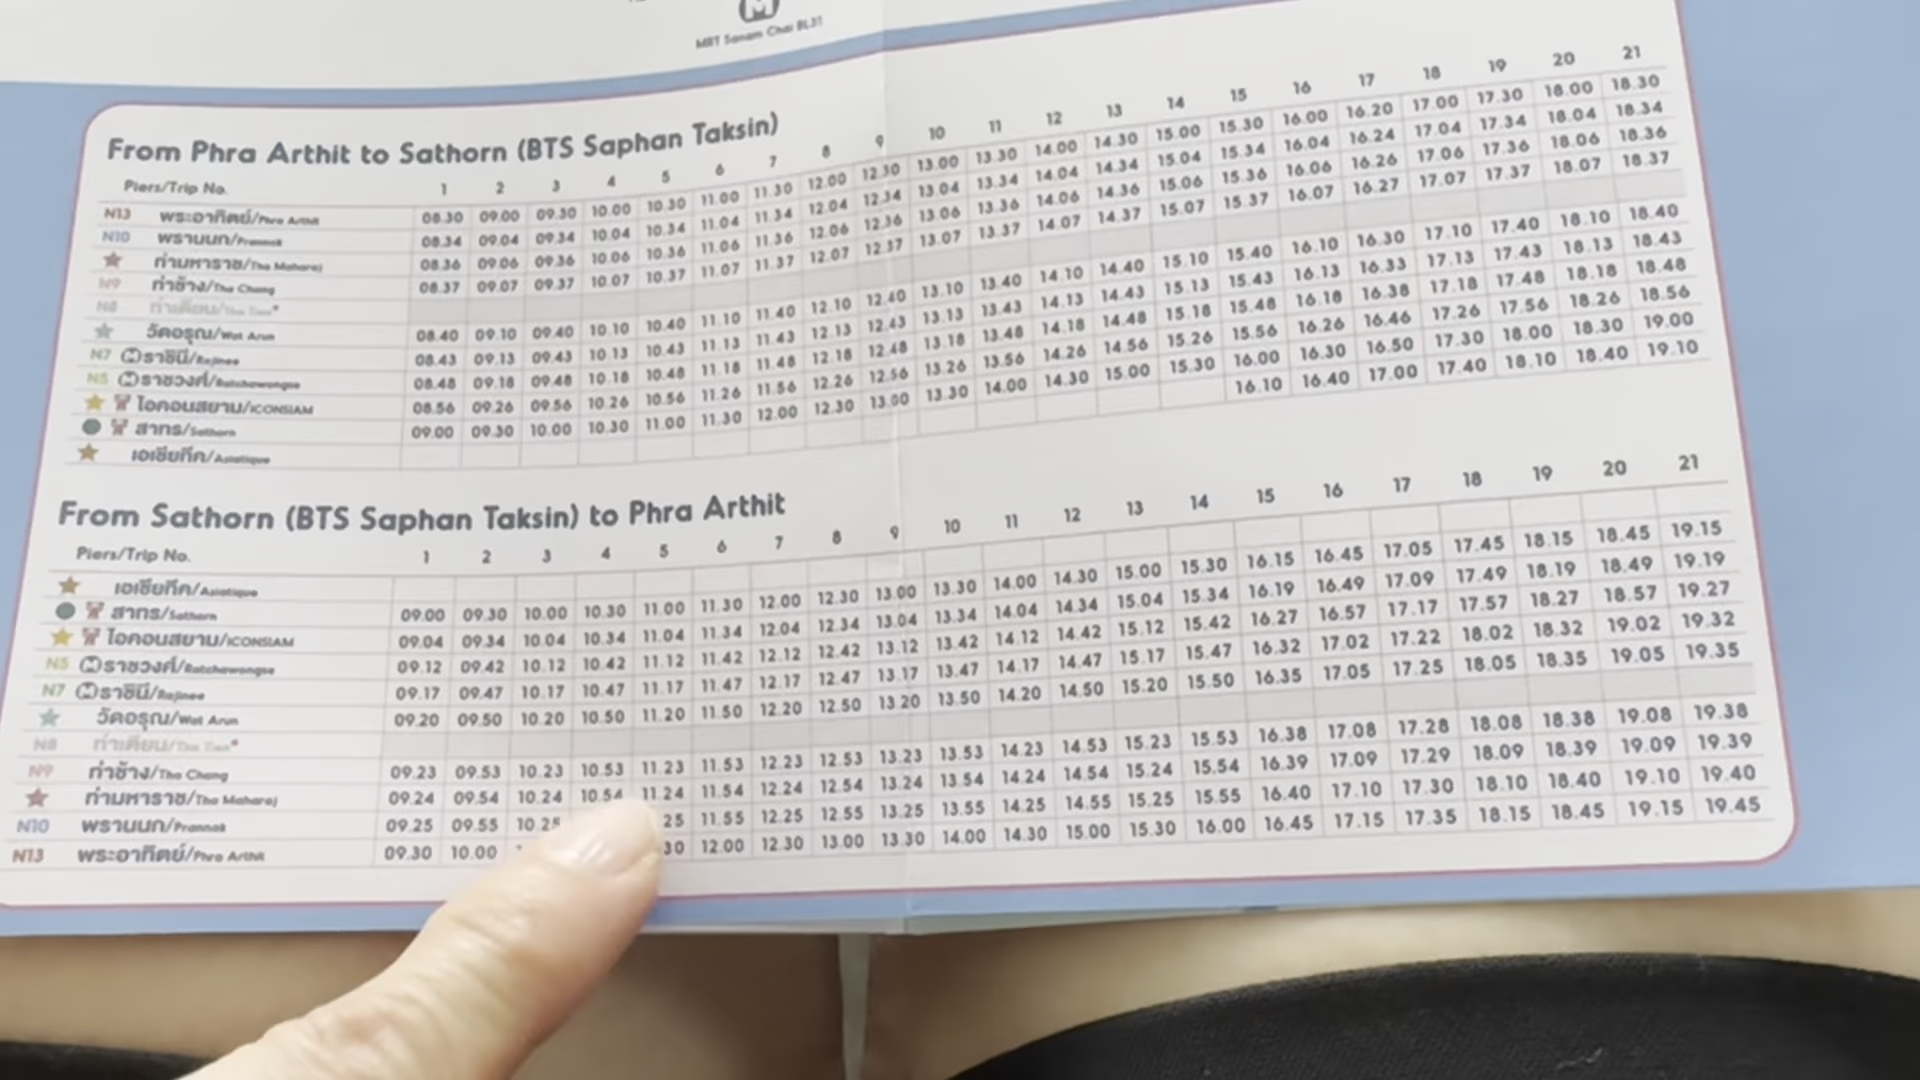 MRT Sanam Chai BL31
From Phra Arthit to Sathorn (BTS Saphan Taksin)
Piers/Trip No. 1 2 3 4 5 6 7 8 9 10 11 12 13 14 15 16 17 18 19 20 21
N13 พระอาทิตย์/Phra Arthit 08.30 09.00 09.30 10.00 10.30 11.00 11.30 12.00 12.30 13.00 13.30 14.00 14.30 15.00 15.30 16.00 16.20 17.00 17.30 18.00 18.30
N10 พรานนก/Prannok 08.34 09.04 09.34 10.04 10.34 11.04 11.34 12.04 12.34 13.04 13.34 14.04 14.34 15.04 15.34 16.04 16.24 17.04 17.34 18.04 18.34
ท่ามหาราช/Tha Maharaj 08.36 09.06 09.36 10.06 10.36 11.06 11.36 12.06 12.36 13.06 13.36 14.06 14.36 15.06 15.36 16.06 16.26 17.06 17.36 18.06 18.36
N9 ท่าช้าง/Tha Chang 08.37 09.07 09.37 10.07 10.37 11.07 11.37 12.07 12.37 13.07 13.37 14.07 14.37 15.07 15.37 16.07 16.27 17.07 17.37 18.07 18.37
N8 ท่าเตียน/Tha Tien*
วัดอรุณ/Wat Arun 08.40 09.10 09.40 10.10 10.40 11.10 11.40 12.10 12.40 13.10 13.40 14.10 14.40 15.10 15.40 16.10 16.30 17.10 17.40 18.10 18.40
N7 ราชินี/Rajinee 08.43 09.13 09.43 10.13 10.43 11.13 11.43 12.13 12.43 13.13 13.43 14.13 14.43 15.13 15.43 16.13 16.33 17.13 17.43 18.13 18.43
N5 ราชวงศ์/Ratchawongse 08.48 09.18 09.48 10.18 10.48 11.18 11.48 12.18 12.48 13.18 13.48 14.18 14.48 15.18 15.48 16.18 16.38 17.18 17.48 18.18 18.48
ไอคอนสยาม/ICONSIAM 08.56 09.26 09.56 10.26 10.56 11.26 11.56 12.26 12.56 13.26 13.56 14.26 14.56 15.26 15.56 16.26 16.46 17.26 17.56 18.26 18.56
สาทร/Sathorn 09.00 09.30 10.00 10.30 11.00 11.30 12.00 12.30 13.00 13.30 14.00 14.30 15.00 15.30 16.00 16.30 16.50 17.30 18.00 18.30 19.00
เอเชียทีค/Asiatique 16.10 16.40 17.00 17.40 18.10 18.40 19.10
From Sathorn (BTS Saphan Taksin) to Phra Arthit
Piers/Trip No. 1 2 3 4 5 6 7 8 9 10 11 12 13 14 15 16 17 18 19 20 21
เอเชียทีค/Asiatique
สาทร/Sathorn 09.00 09.30 10.00 10.30 11.00 11.30 12.00 12.30 13.00 13.30 14.00 14.30 15.00 15.30 16.15 16.45 17.05 17.45 18.15 18.45 19.15
ไอคอนสยาม/ICONSIAM 09.04 09.34 10.04 10.34 11.04 11.34 12.04 12.34 13.04 13.34 14.04 14.34 15.04 15.34 16.19 16.49 17.09 17.49 18.19 18.49 19.19
N5 ราชวงศ์/Ratchawongse 09.12 09.42 10.12 10.42 11.12 11.42 12.12 12.42 13.12 13.42 14.12 14.42 15.12 15.42 16.27 16.57 17.17 17.57 18.27 18.57 19.27
N7 ราชินี/Rajinee 09.17 09.47 10.17 10.47 11.17 11.47 12.17 12.47 13.17 13.47 14.17 14.47 15.17 15.47 16.32 17.02 17.22 18.02 18.32 19.02 19.32
วัดอรุณ/Wat Arun 09.20 09.50 10.20 10.50 11.20 11.50 12.20 12.50 13.20 13.50 14.20 14.50 15.20 15.50 16.35 17.05 17.25 18.05 18.35 19.05 19.35
N8 ท่าเตียน/Tha Tien*
N9 ท่าช้าง/Tha Chang 09.23 09.53 10.23 10.53 11.23 11.53 12.23 12.53 13.23 13.53 14.23 14.53 15.23 15.53 16.38 17.08 17.28 18.08 18.38 19.08 19.38
ท่ามหาราช/Tha Maharaj 09.24 09.54 10.24 10.54 11.24 11.54 12.24 12.54 13.24 13.54 14.24 14.54 15.24 15.54 16.39 17.09 17.29 18.09 18.39 19.09 19.39
N10 พรานนก/Prannok 09.25 09.55 10.25 25 11.55 12.25 12.55 13.25 13.55 14.25 14.55 15.25 15.55 16.40 17.10 17.30 18.10 18.40 19.10 19.40
N13 พระอาทิตย์/Phra Arthit 09.30 10.00 30 12.00 12.30 13.00 13.30 14.00 14.30 15.00 15.30 16.00 16.45 17.15 17.35 18.15 18.45 19.15 19.45